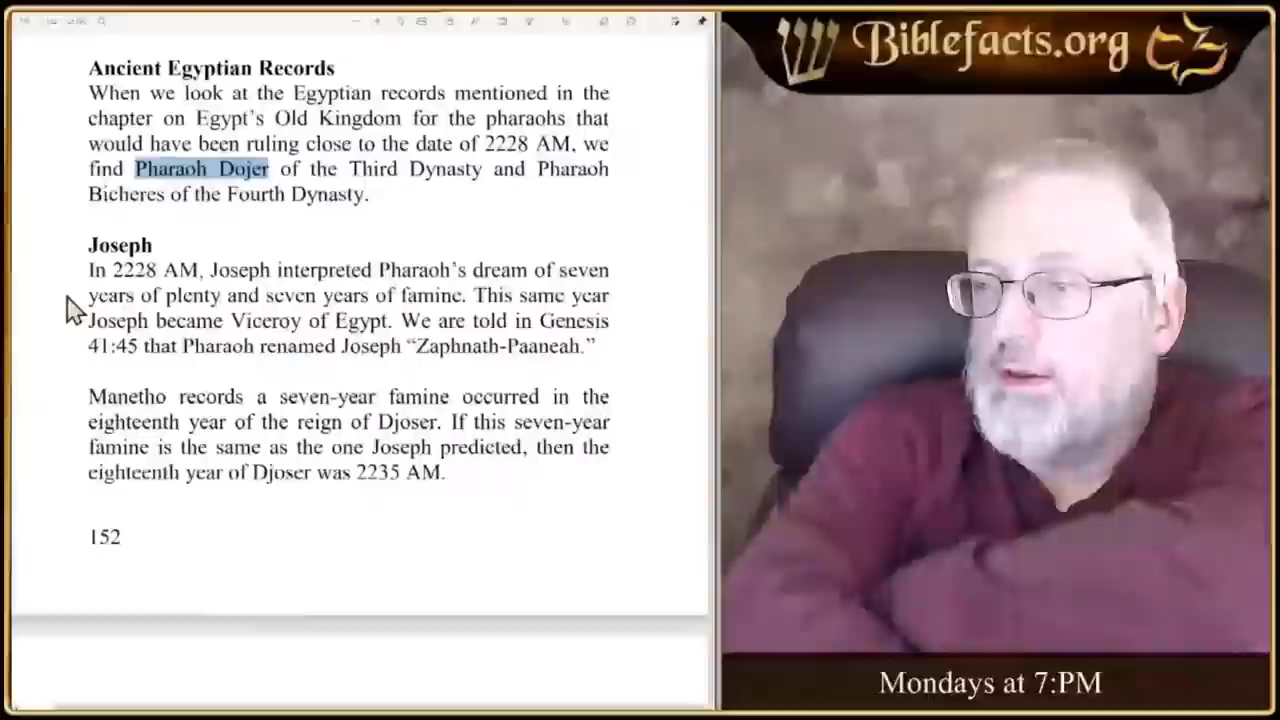 Ancient Egyptian Records
When we look at the Egyptian records mentioned in the
chapter on Egypt's Old Kingdom for the pharaohs that
would have been ruling close to the date of 2228 AM, we
find Pharaoh Dojer of the Third Dynasty and Pharaoh
Bicheres of the Fourth Dynasty.
Joseph
In 2228 AM, Joseph interpreted Pharaoh's dream of seven
years of plenty and seven years of famine. This same year
Joseph became Viceroy of Egypt. We are told in Genesis
41:45 that Pharaoh renamed Joseph “Zaphnath-Paaneah.”
Manetho records a seven-year famine occurred in the
eighteenth year of the reign of Djoser. If this seven-year
famine is the same as the one Joseph predicted, then the
eighteenth year of Djoser was 2235 AM.
152
Biblefacts.org
Mondays at 7:PM